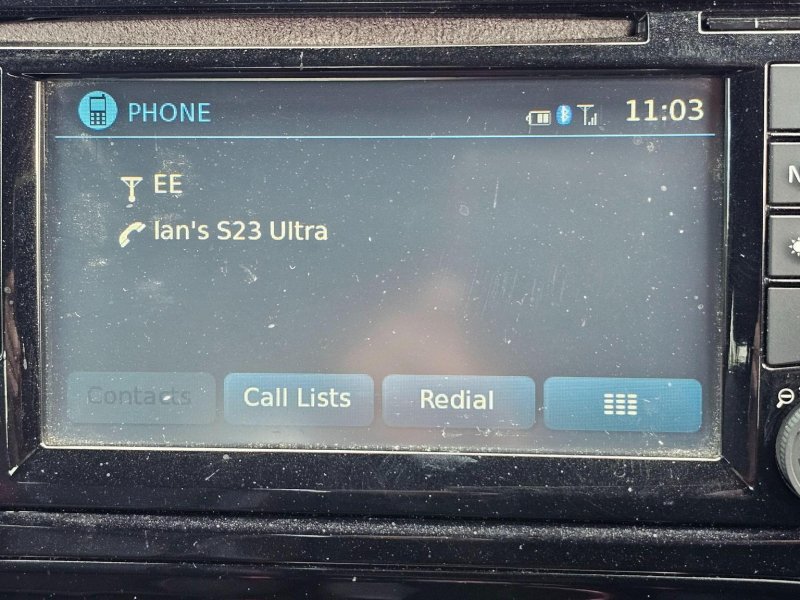 PHONE
11:03
EE
Ian's S23 Ultra
Contacts
Call Lists
Redial
N